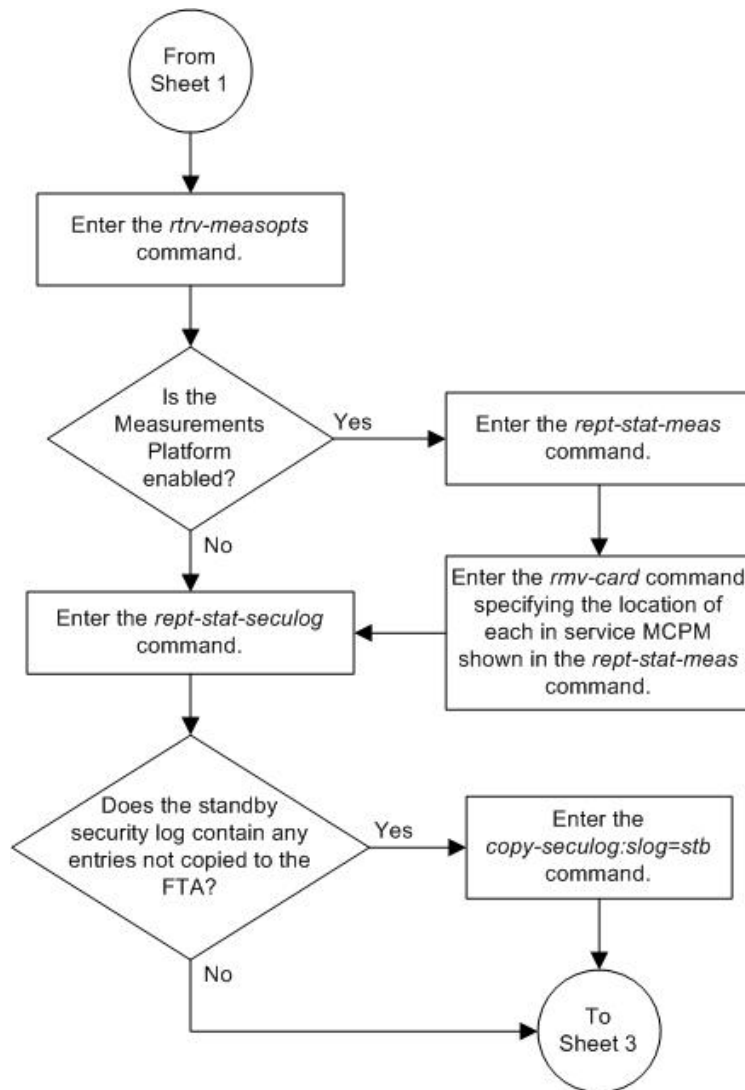 From
Sheet 1
Enter the rtrv-measopts
command.
Is the
Measurements
Platform
enabled?
Yes
Enter the rept-stat-meas
command.
No
Enter the rmv-card command
specifying the location of
each in service MCPM
shown in the rept-stat-meas
command.
Enter the rept-stat-seculog
command.
Does the standby
security log contain any
entries not copied to the
FTA?
Yes
Enter the
copy-seculog:slog=stb
command.
No
To
Sheet 3